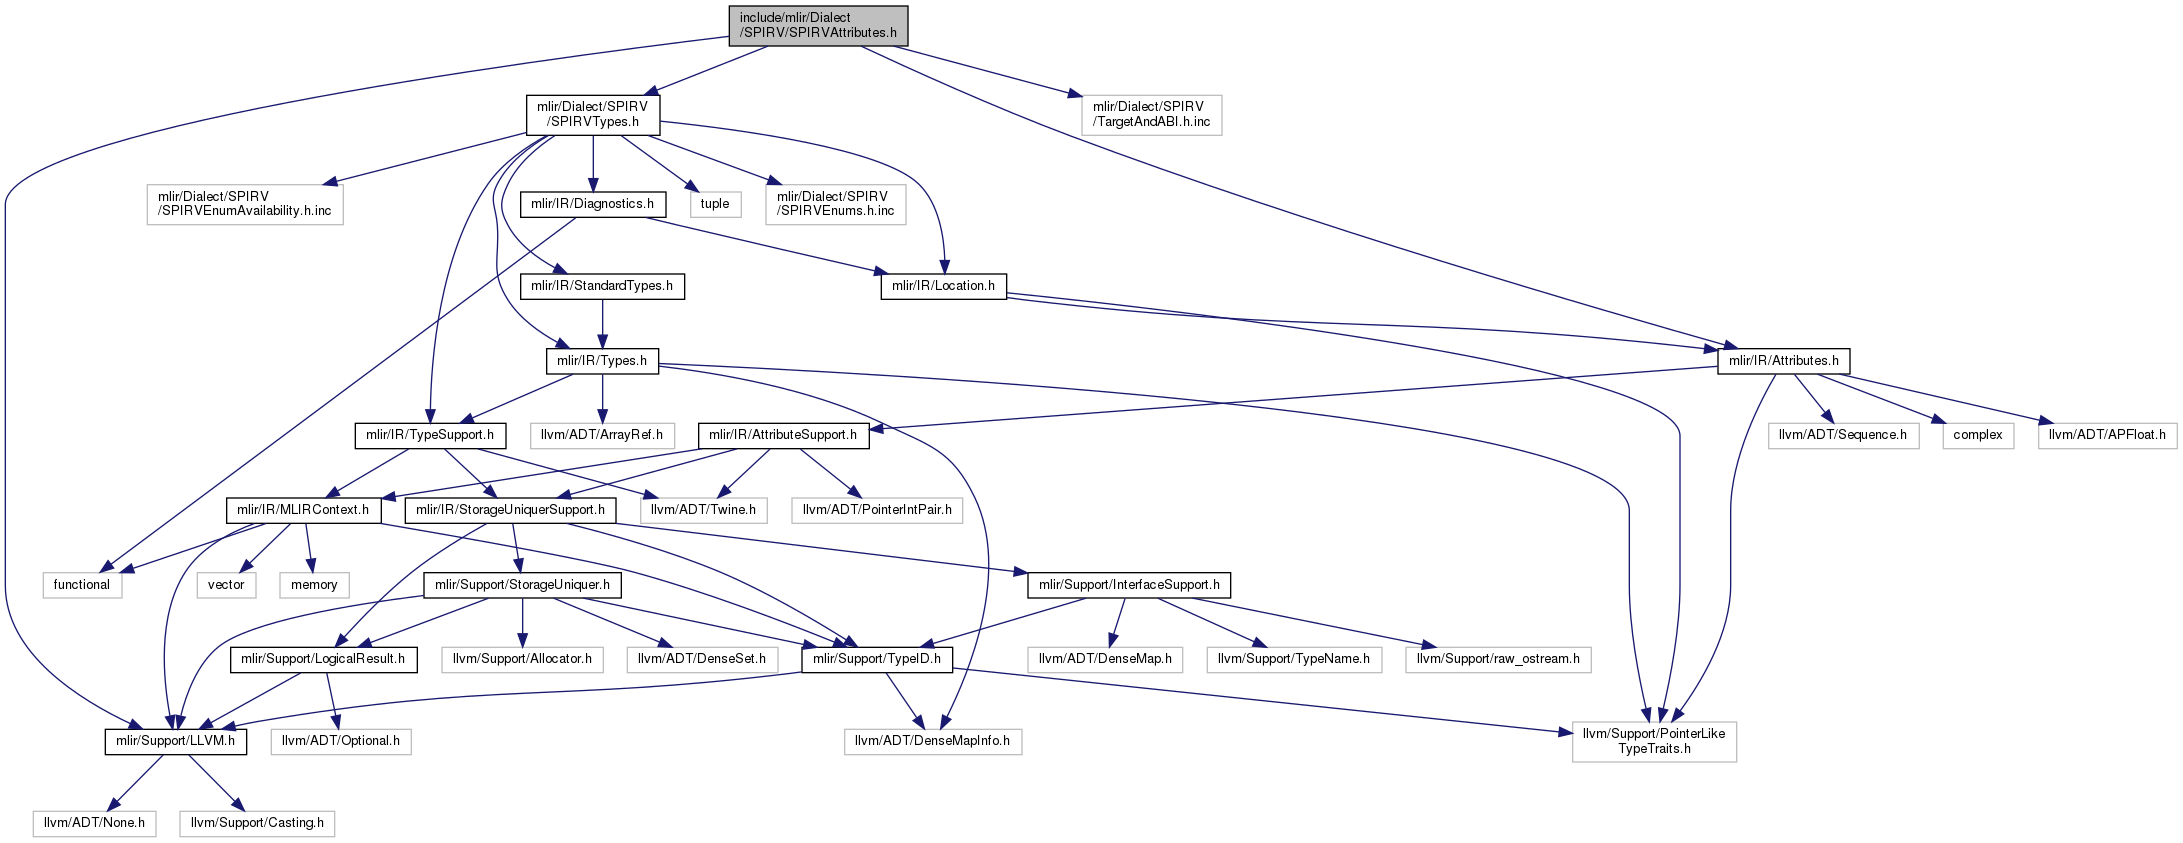 include/mlir/Dialect
/SPIRV/SPIRVAttributes.h
mlir/Dialect/SPIRV
/SPIRVTypes.h
mlir/Dialect/SPIRV
/TargetAndABI.h.inc
mlir/Dialect/SPIRV
/SPIRVEnumAvailability.h.inc
mlir/IR/Diagnostics.h
tuple
mlir/Dialect/SPIRV
/SPIRVEnums.h.inc
mlir/IR/StandardTypes.h
mlir/IR/Location.h
mlir/IR/Types.h
mlir/IR/Attributes.h
mlir/IR/TypeSupport.h
llvm/ADT/ArrayRef.h
mlir/IR/AttributeSupport.h
llvm/ADT/Sequence.h
complex
llvm/ADT/APFloat.h
mlir/IR/MLIRContext.h
mlir/IR/StorageUniquerSupport.h
llvm/ADT/Twine.h
llvm/ADT/PointerIntPair.h
functional
vector
memory
mlir/Support/StorageUniquer.h
mlir/Support/InterfaceSupport.h
mlir/Support/LogicalResult.h
llvm/Support/Allocator.h
llvm/ADT/DenseSet.h
mlir/Support/TypeID.h
llvm/ADT/DenseMap.h
llvm/Support/TypeName.h
llvm/Support/raw_ostream.h
mlir/Support/LLVM.h
llvm/ADT/Optional.h
llvm/ADT/DenseMapInfo.h
llvm/Support/PointerLike
TypeTraits.h
llvm/ADT/None.h
llvm/Support/Casting.h